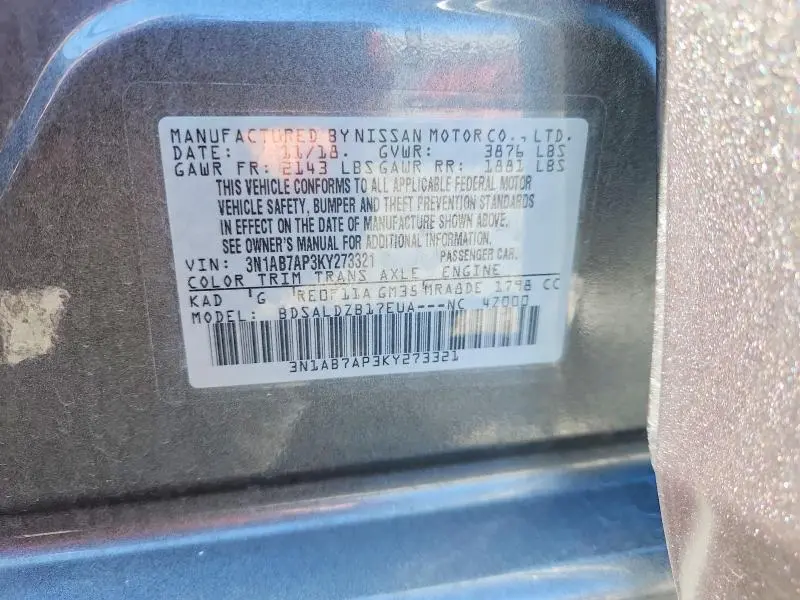 MANUFACTURED BY NISSAN MOTOR CO., LTD.
DATE: 11/18. GVWR: 3876 LBS
GAWR FR: 2143 LBS GAWR RR: 1881 LBS
THIS VEHICLE CONFORMS TO ALL APPLICABLE FEDERAL MOTOR
VEHICLE SAFETY, BUMPER AND THEFT PREVENTION STANDARDS
IN EFFECT ON THE DATE OF MANUFACTURE SHOWN ABOVE.
SEE OWNER'S MANUAL FOR ADDITIONAL INFORMATION.
VIN: 3N1AB7AP3KY273321 PASSENGER CAR.
COLOR TRIM TRANS AXLE ENGINE
KAD G RE0F11A GM35 MRA8DE 1798 CC
MODEL: BDSALDZB17EUA---NC 4Z000
3N1AB7AP3KY273321